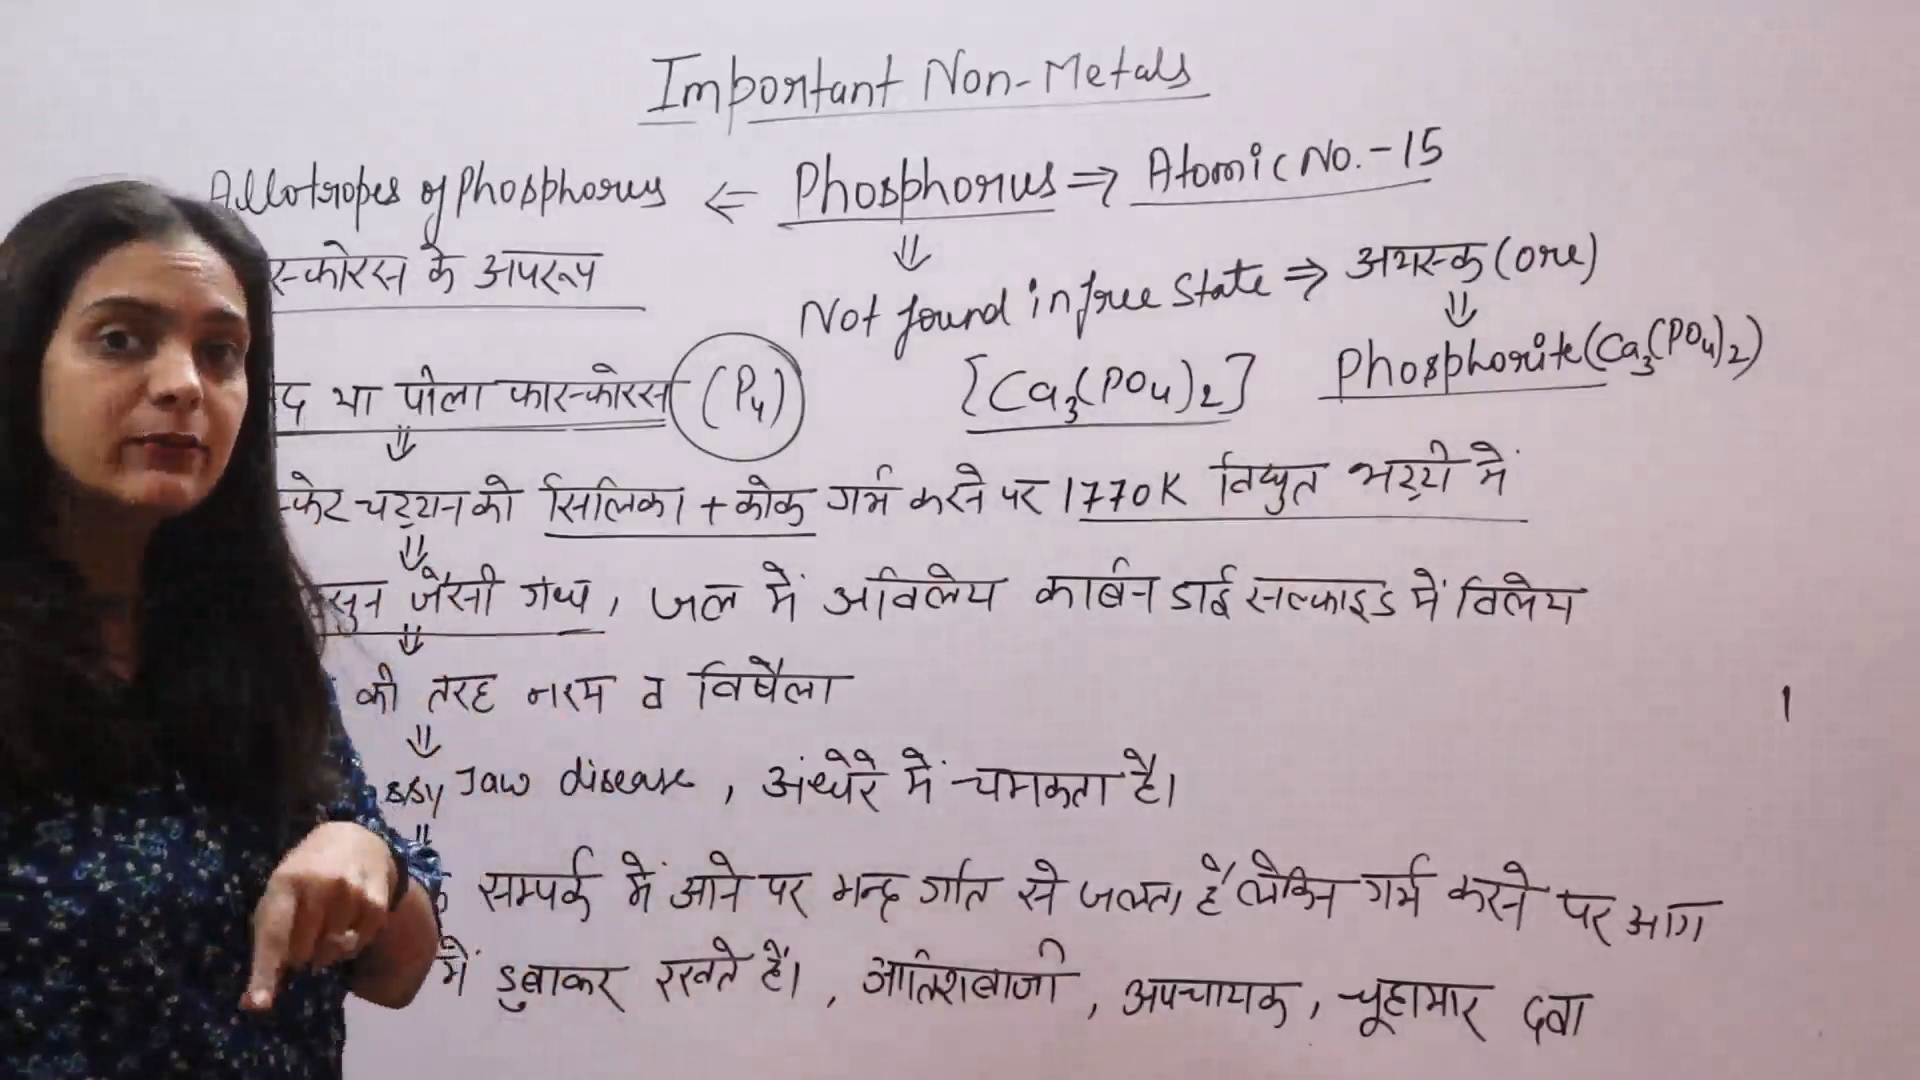 Important Non-Metals
Allotropes of Phosphorus ⇐ Phosphorus ⇒ Atomic No. - 15
स्फोरस के अपरूप
⇓
Not found in free state ⇒ अयस्क (ore)
⇓
या पीला फास्फोरस (P4) [Ca3(PO4)2] Phosphorite (Ca3(PO4)2)
⇓
स्फेट चट्टान को सिलिका + कोक गर्म करने पर 1770K विद्युत भट्टी में
⇓
सुन जैसी गंध, जल में अविलेय कार्बन डाई सल्फाइड में विलेय
⇓
की तरह नरम व विषैला
⇓
ssy Jaw disease, अंधेरे में चमकता है।
⇓
सम्पर्क में आने पर मन्द गति से जलता है लेकिन गर्म करने पर आग
में डुबाकर रखते हैं। , आतिशबाजी , अपचायक, चूहामार दवा